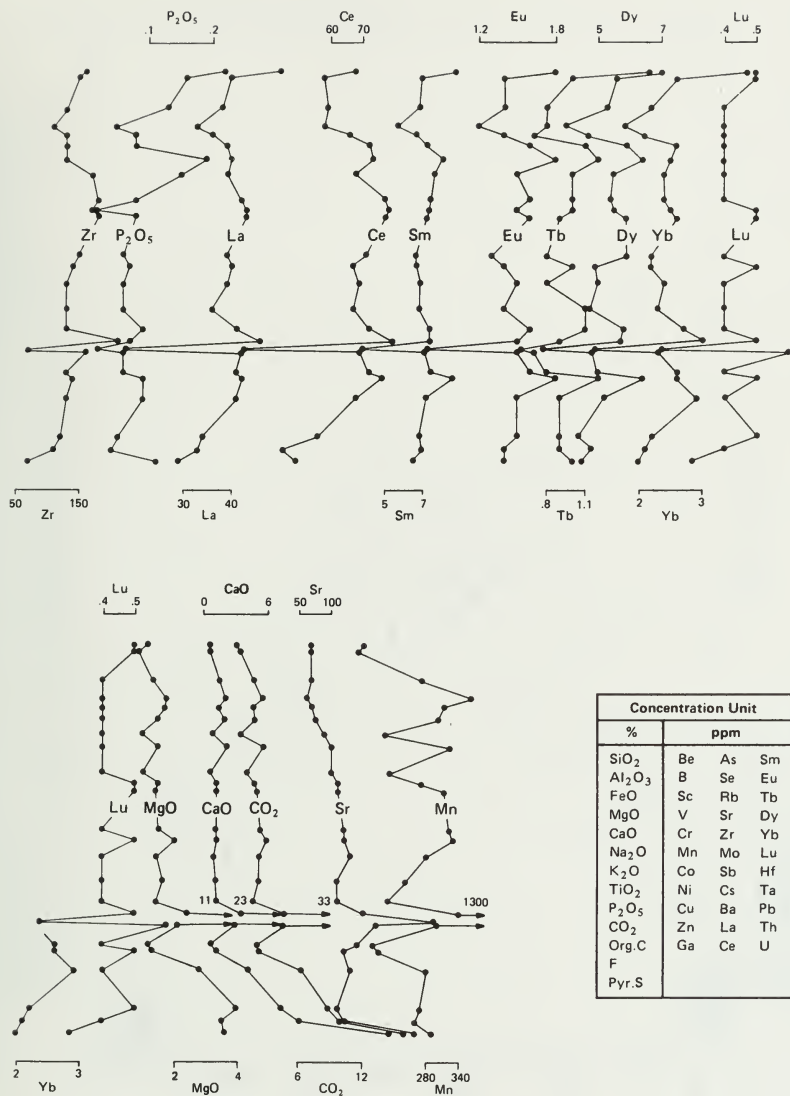 P₂O₅ Ce Eu Dy Lu
.1 .2 60 70 1.2 1.8 5 7 .4 .5
Zr P₂O₅ La Ce Sm Eu Tb Dy Yb Lu
50 150 30 40 5 7 .8 1.1 2 3
Zr La Sm Tb Yb
Lu CaO Sr
.4 .5 0 6 50 100
Lu MgO CaO CO₂ Sr Mn
11 23 33 1300
2 3 2 4 6 12 280 340
Yb MgO CO₂ Mn
Concentration Unit
% ppm
SiO₂ Be As Sm
Al₂O₃ B Se Eu
FeO Sc Rb Tb
MgO V Sr Dy
CaO Cr Zr Yb
Na₂O Mn Mo Lu
K₂O Co Sb Hf
TiO₂ Ni Cs Ta
P₂O₅ Cu Ba Pb
CO₂ Zn La Th
Org.C Ga Ce U
F
Pyr.S